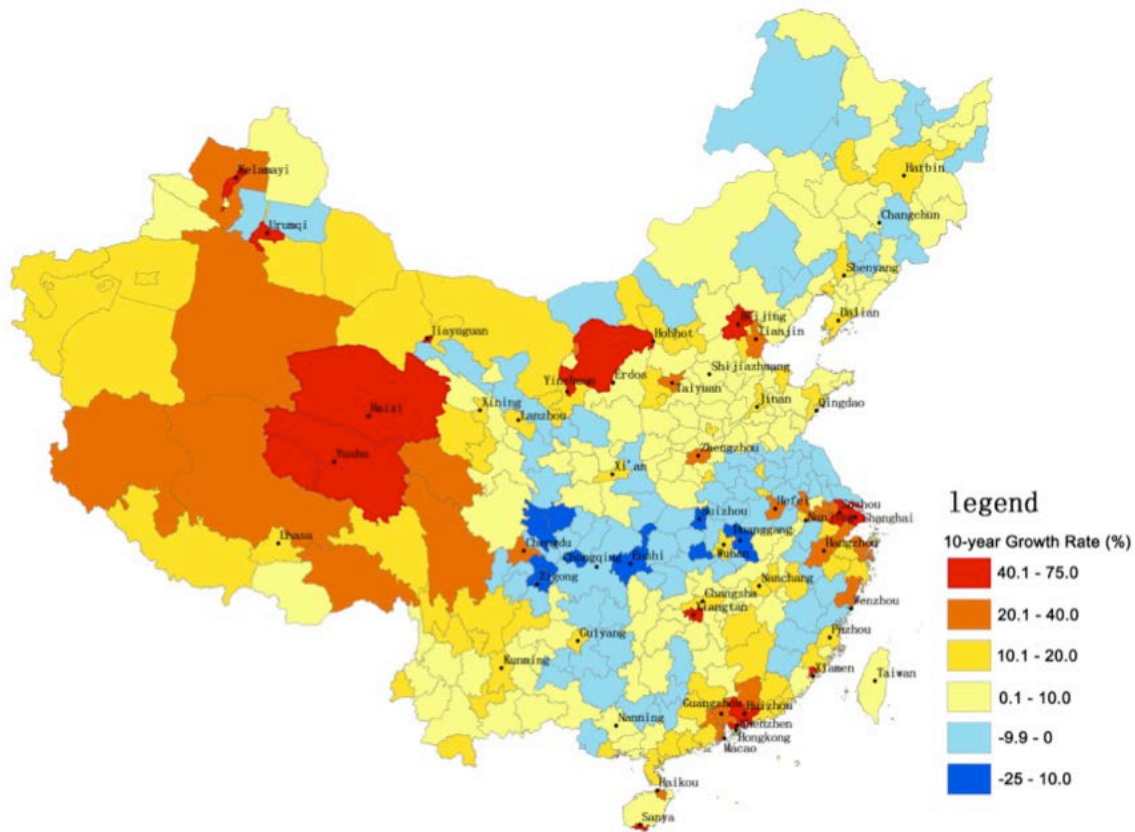 Kelamayi
Urumqi
Harbin
Changchun
Shenyang
Dalian
Jiayuguan
Hohhot
Beijing
Tianjin
Yinchuan
Erdos
Shijiazhuang
Taiyuan
Xining
Lanzhou
Jinan
Qingdao
Haixi
Yushu
Zhengzhou
Xi'an
Lhasa
Suizhou
Hefei
Suzhou
Nanjing
Shanghai
Huanggang
Chengdu
Chongqing
Enshi
Wuhan
Hangzhou
Zigong
Nanchang
Changsha
Xiangtan
Wenzhou
Guiyang
Fuzhou
Kunming
Xiamen
Taiwan
Guangzhou
Huizhou
Nanning
Shenzhen
Hongkong
Macao
Haikou
Sanya
legend
10-year Growth Rate (%)
40.1 - 75.0
20.1 - 40.0
10.1 - 20.0
0.1 - 10.0
-9.9 - 0
-25 - 10.0